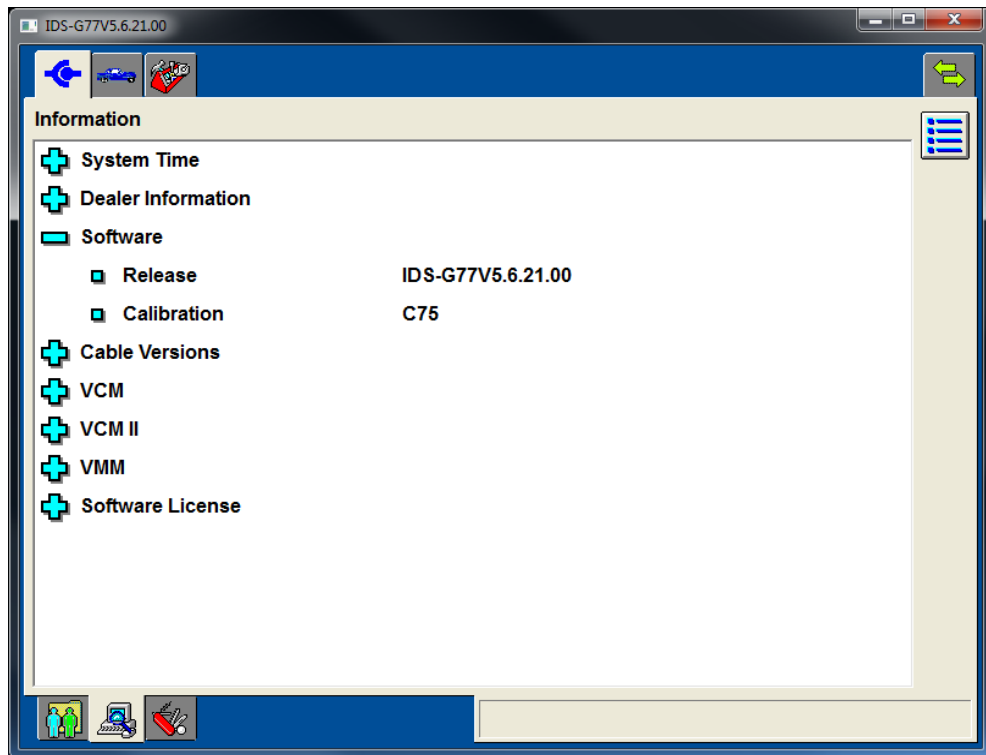 IDS-G77V5.6.21.00
Information
System Time
Dealer Information
Software
Release IDS-G77V5.6.21.00
Calibration C75
Cable Versions
VCM
VCM II
VMM
Software License